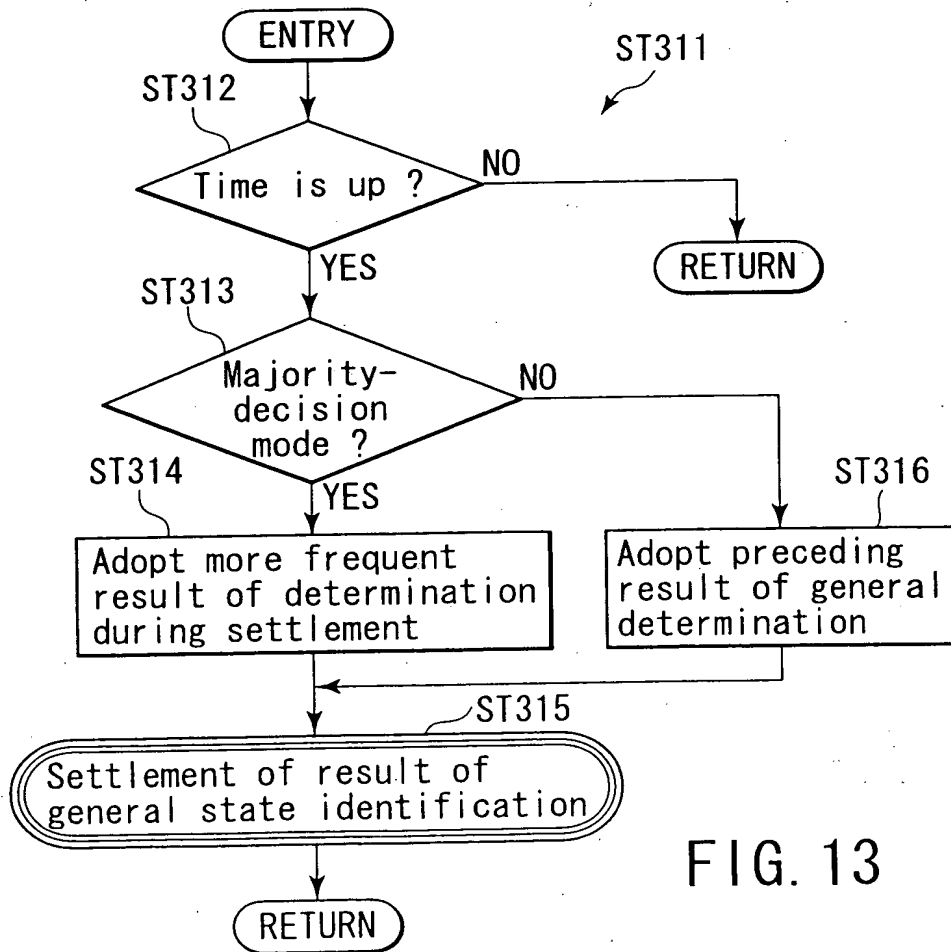 ENTRY
ST311
ST312
Time is up ?
NO
RETURN
YES
ST313
Majority-
decision
mode ?
NO
YES
ST314
Adopt more frequent
result of determination
during settlement
ST316
Adopt preceding
result of general
determination
ST315
Settlement of result of
general state identification
RETURN
FIG. 13